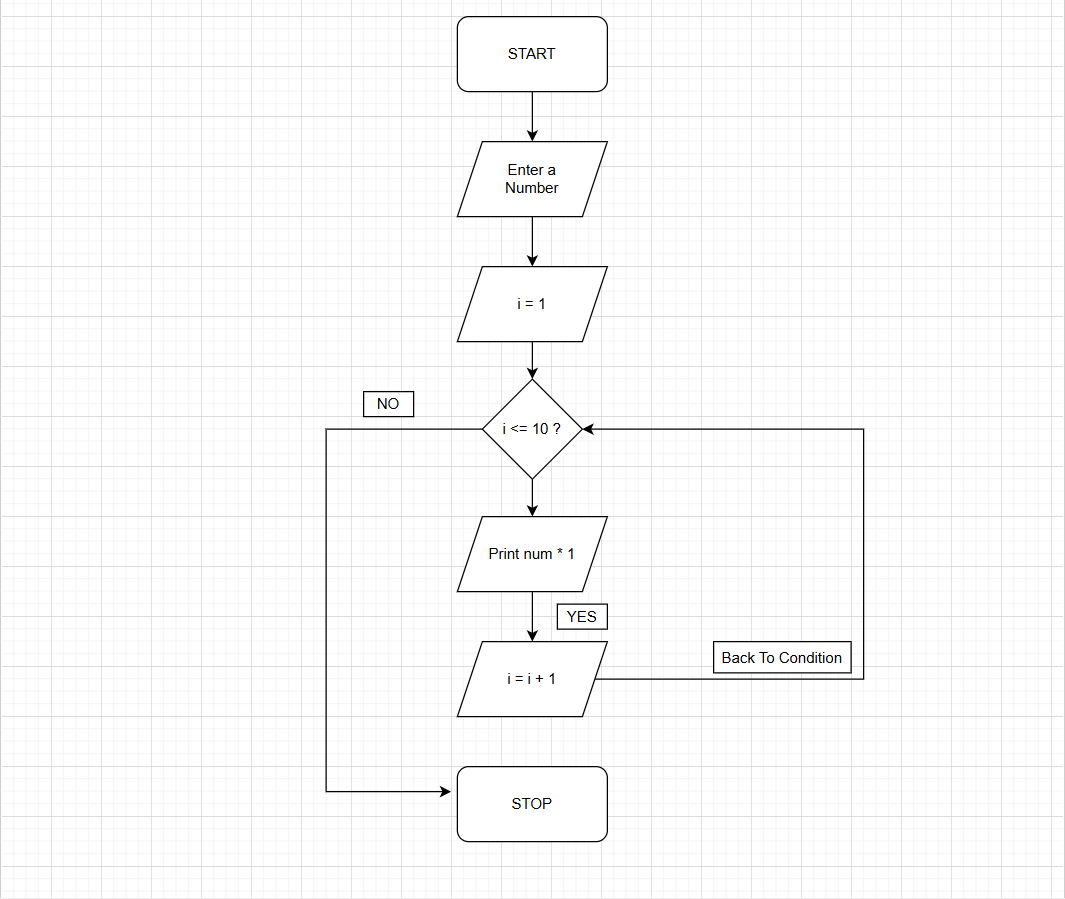 START
Enter a
Number
i = 1
NO
i <= 10 ?
Print num * 1
YES
Back To Condition
i = i + 1
STOP